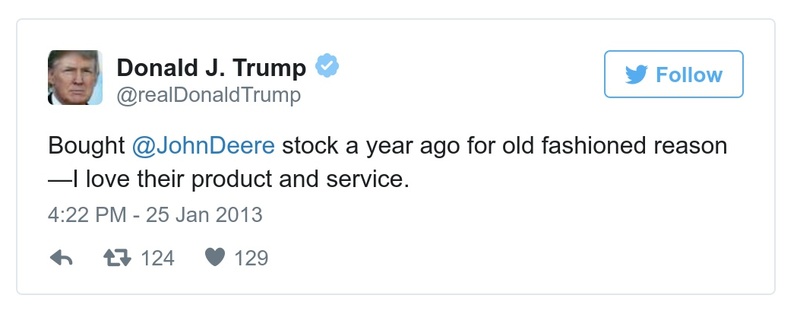 Donald J. Trump
@realDonaldTrump
Follow
Bought @JohnDeere stock a year ago for old fashioned reason
—I love their product and service.
4:22 PM - 25 Jan 2013
124 129